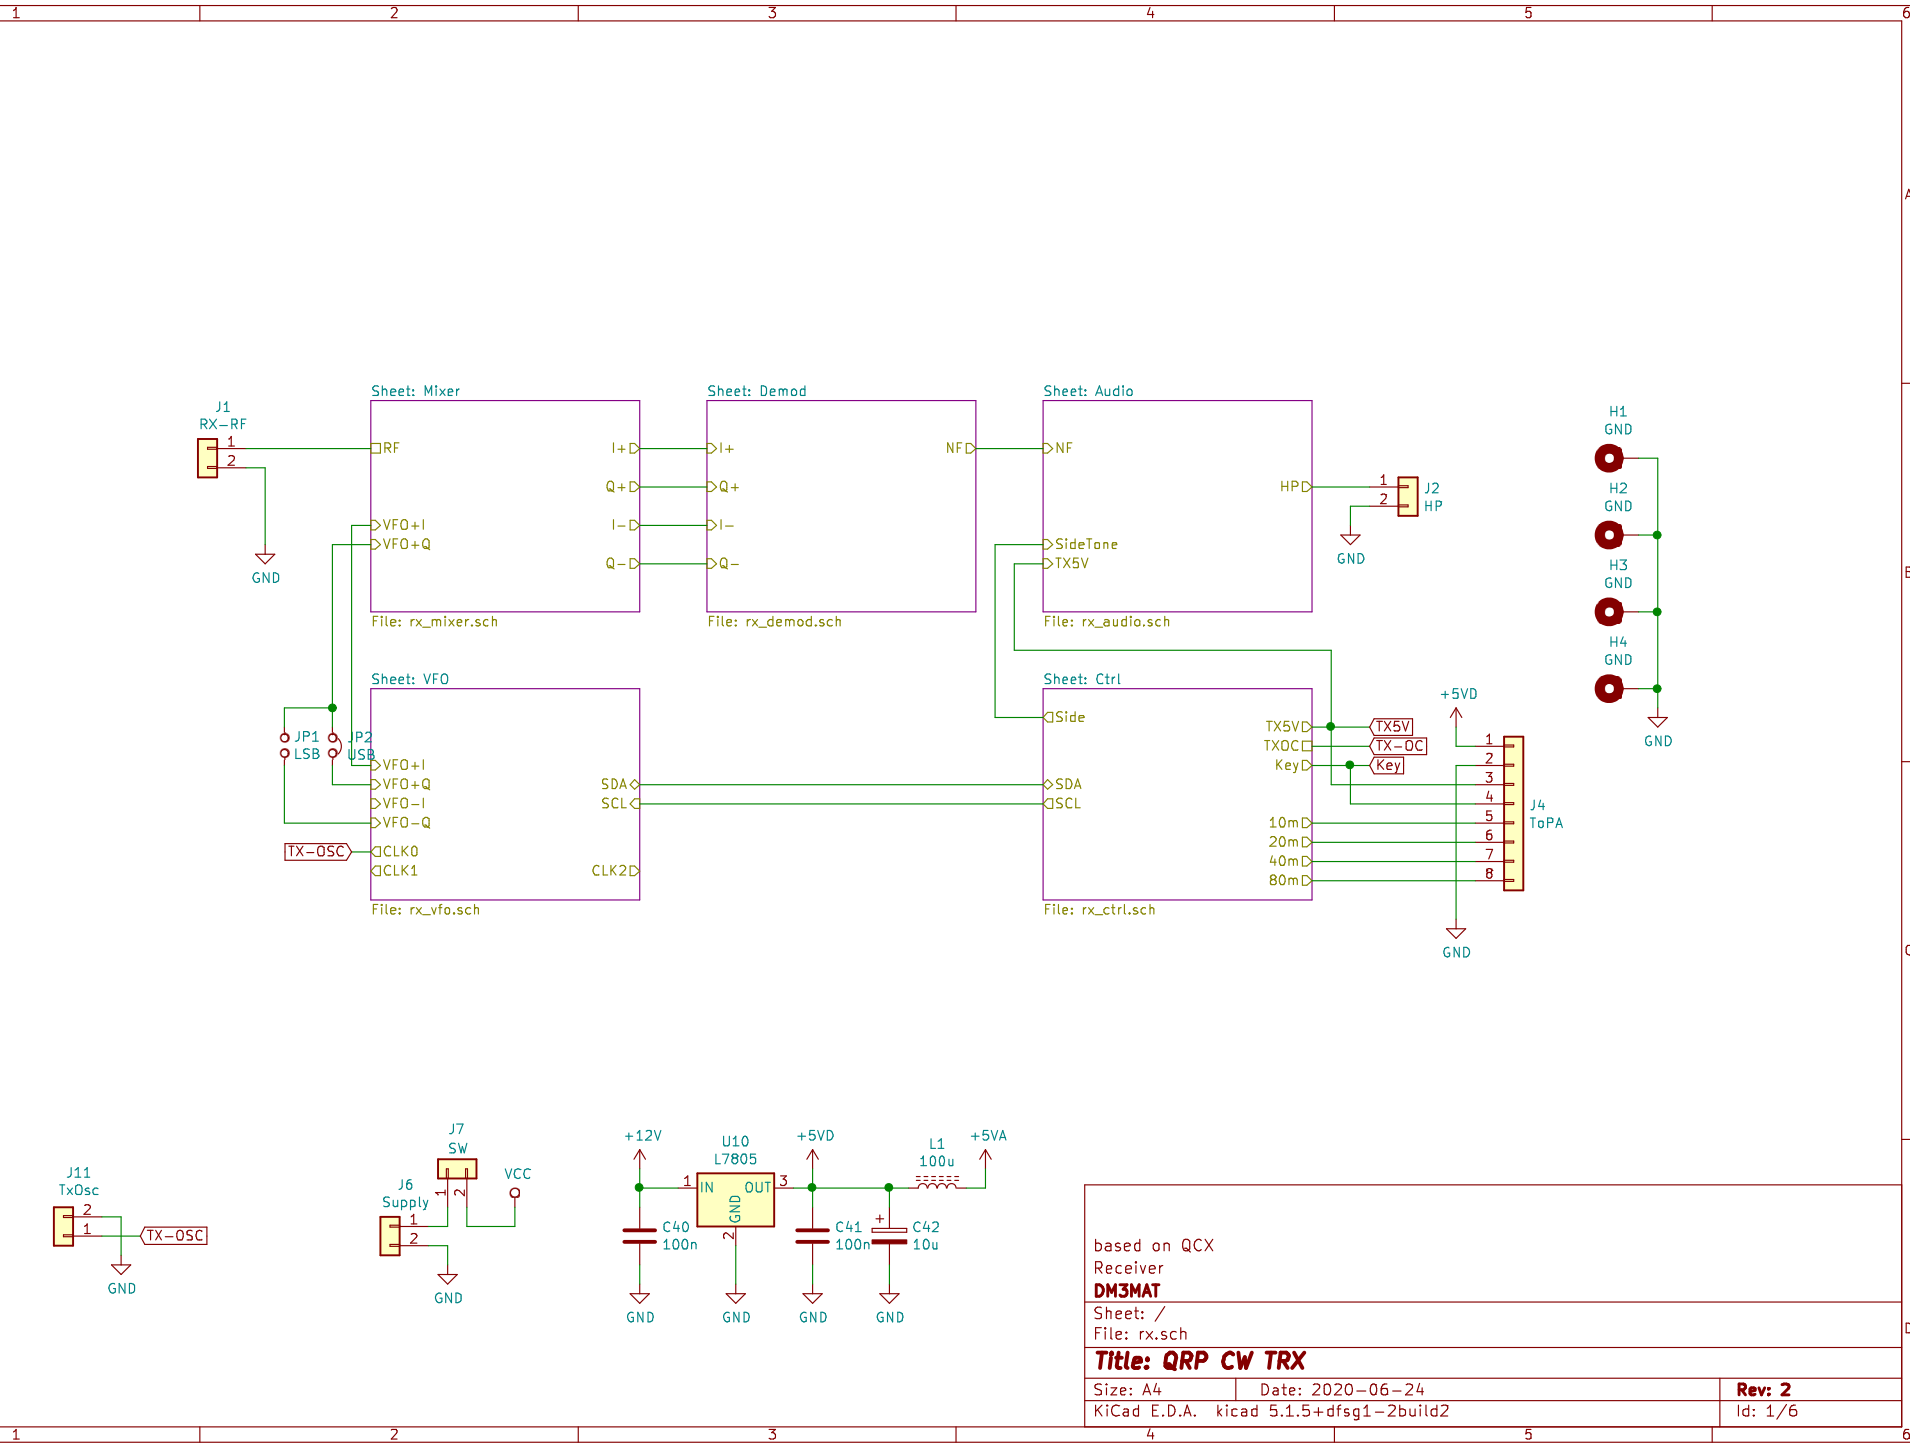 1 2 3 4 5 6
A
Sheet: Mixer
Sheet: Demod
Sheet: Audio
J1
RX-RF
1
2
GND
RF
VFO+I
VFO+Q
I+
Q+
I-
Q-
File: rx_mixer.sch
I+
Q+
I-
Q-
NF
File: rx_demod.sch
NF
SideTone
TX5V
HP
File: rx_audio.sch
1
2
J2
HP
GND
H1
GND
H2
GND
H3
GND
H4
GND
GND
B
Sheet: VFO
JP1
LSB
JP2
USB
VFO+I
VFO+Q
VFO-I
VFO-Q
CLK0
CLK1
SDA
SCL
CLK2
TX-OSC
File: rx_vfo.sch
Sheet: Ctrl
Side
SDA
SCL
TX5V
TXOC
Key
10m
20m
40m
80m
File: rx_ctrl.sch
TX5V
TX-OC
Key
+5VD
1
2
3
4
5
6
7
8
J4
ToPA
GND
C
J11
TxOsc
2
1
TX-OSC
GND
J7
SW
1
2
J6
Supply
1
2
VCC
GND
+12V
C40
100n
GND
U10
L7805
1
IN
OUT
3
GND
2
GND
+5VD
C41
100n
GND
+
C42
10u
GND
L1
100u
+5VA
D
based on QCX
Receiver
DM3MAT
Sheet: /
File: rx.sch
Title: QRP CW TRX
Size: A4 Date: 2020-06-24 Rev: 2
KiCad E.D.A. kicad 5.1.5+dfsg1-2build2 Id: 1/6
1 2 3 4 5 6